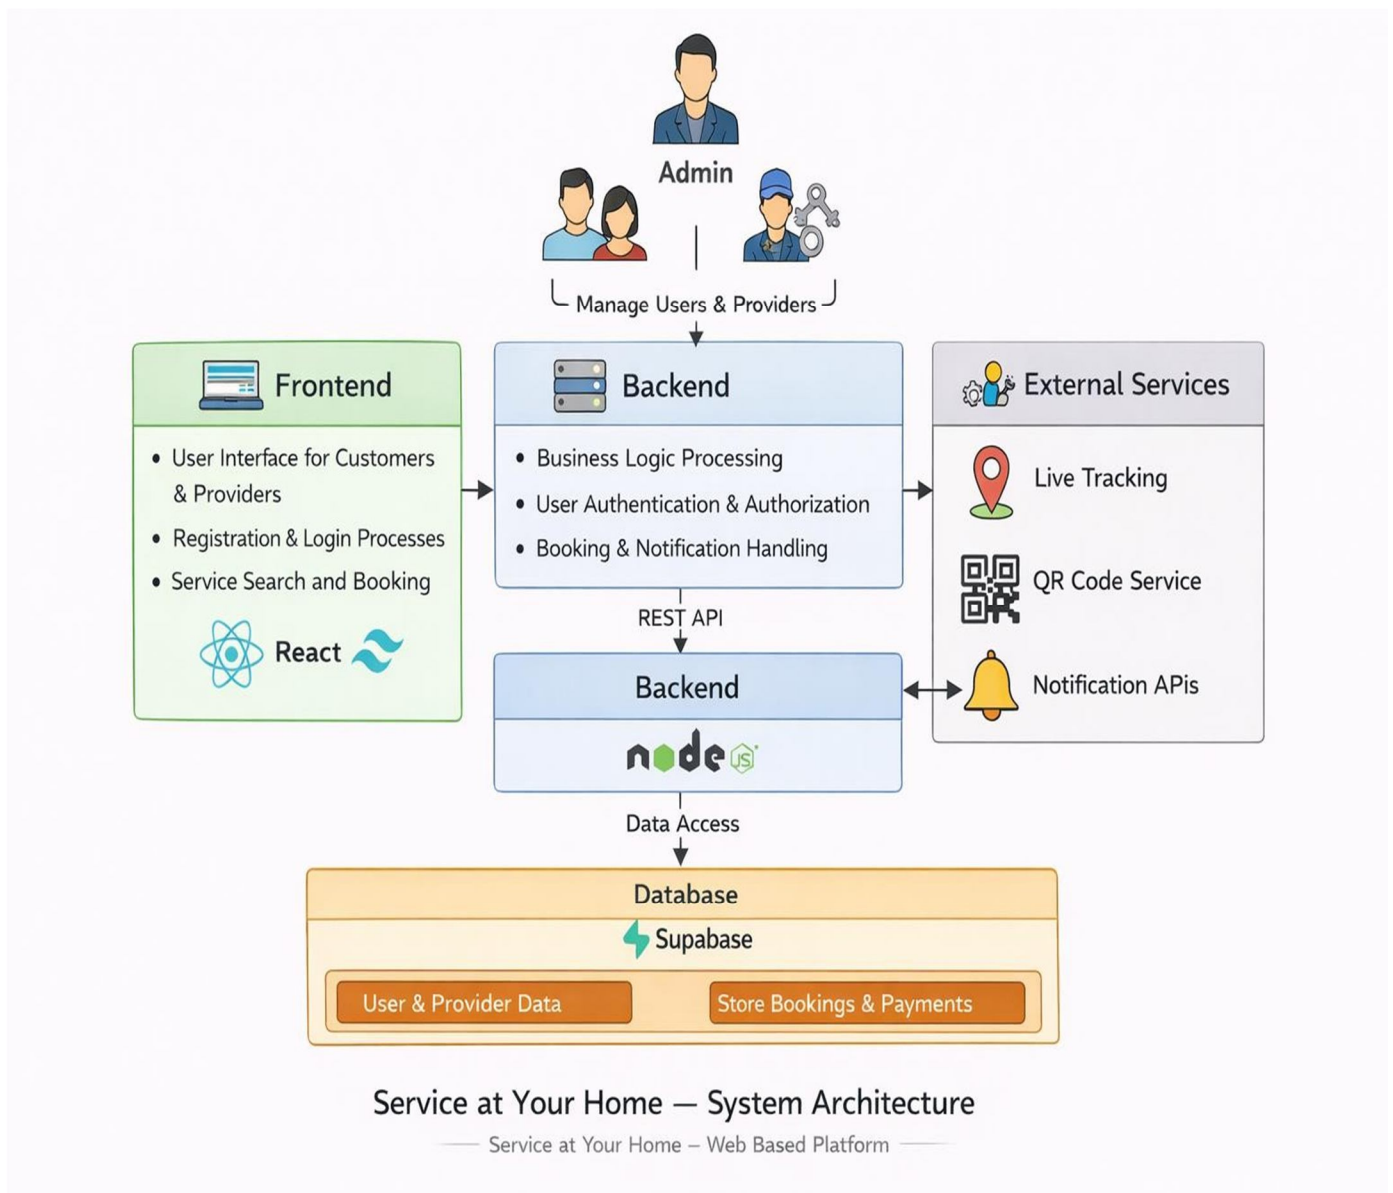 Admin
Manage Users & Providers
Frontend
• User Interface for Customers
& Providers
• Registration & Login Processes
• Service Search and Booking
React
Backend
• Business Logic Processing
• User Authentication & Authorization
• Booking & Notification Handling
External Services
Live Tracking
QR Code Service
Notification APis
REST API
Backend
node JS
Data Access
Database
Supabase
User & Provider Data
Store Bookings & Payments
Service at Your Home — System Architecture
Service at Your Home – Web Based Platform